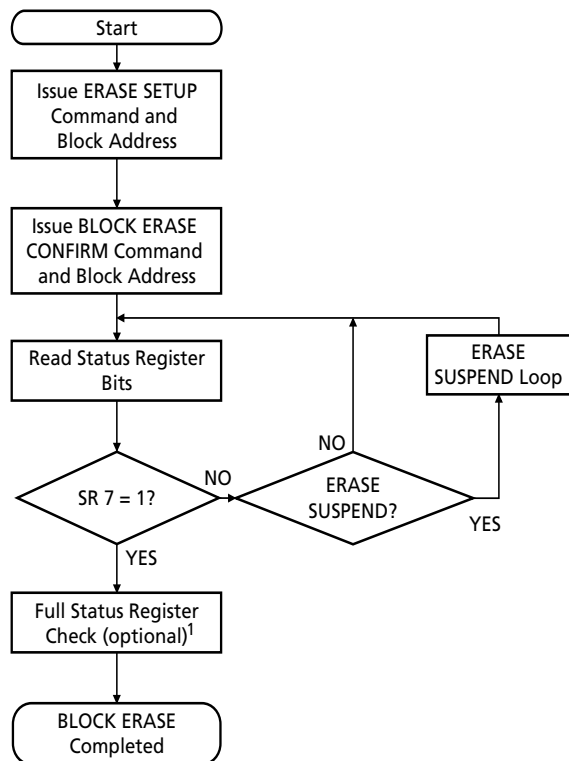 Start
Issue ERASE SETUP
Command and
Block Address
Issue BLOCK ERASE
CONFIRM Command
and Block Address
Read Status Register
Bits
ERASE
SUSPEND Loop
NO
SR 7 = 1?
NO
ERASE
SUSPEND?
YES
YES
Full Status Register
Check (optional)1
BLOCK ERASE
Completed